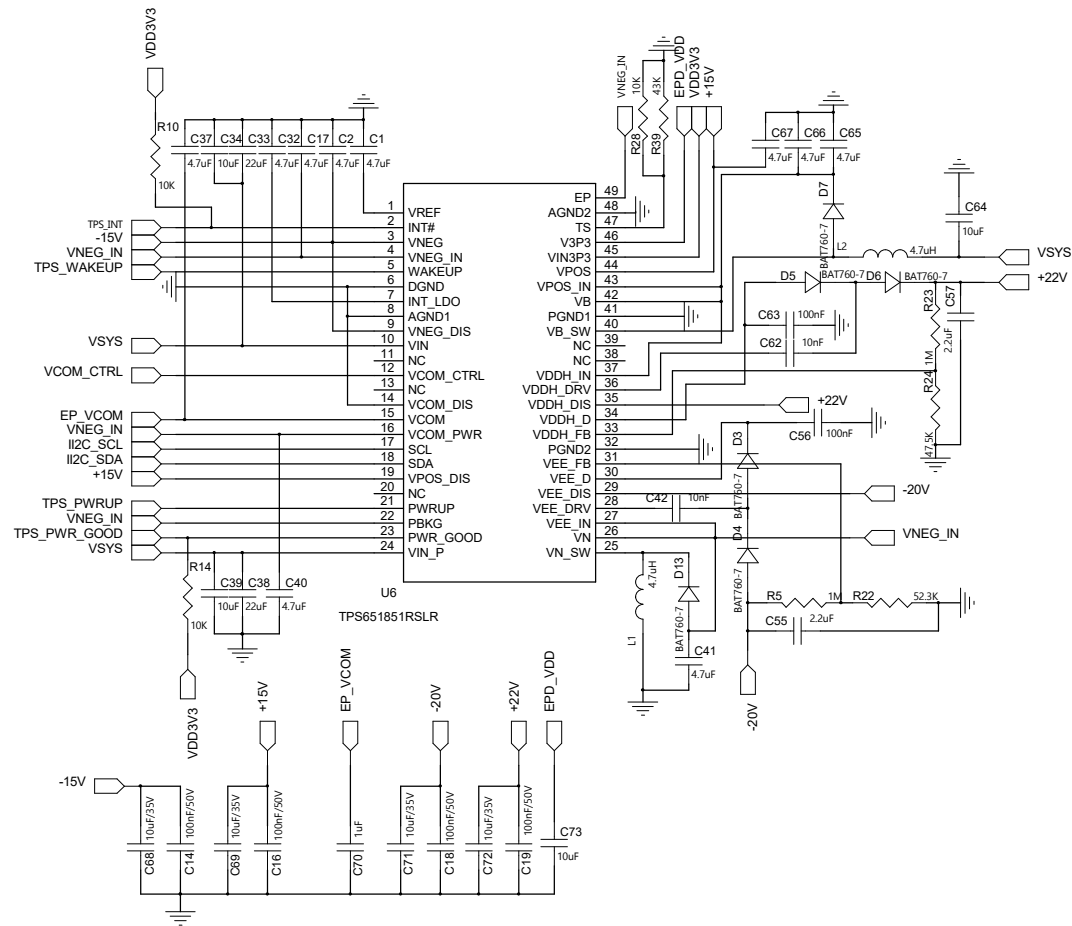 VDD3V3
R10
10K
C37
4.7uF
C34
10uF
C33
22uF
C32
4.7uF
C17
4.7uF
C2
4.7uF
C1
4.7uF
VNEG_IN
10K
R28
43K
R39
EPD_VDD
VDD3V3
+15V
C67
4.7uF
C66
4.7uF
C65
4.7uF
D7
BAT760-7
L2
4.7uH
C64
10uF
VSYS
+22V
TPS_INT
-15V
VNEG_IN
TPS_WAKEUP
VSYS
VCOM_CTRL
EP_VCOM
VNEG_IN
II2C_SCL
II2C_SDA
+15V
TPS_PWRUP
VNEG_IN
TPS_PWR_GOOD
VSYS
1 VREF
2 INT#
3 VNEG
4 VNEG_IN
5 WAKEUP
6 DGND
7 INT_LDO
8 AGND1
9 VNEG_DIS
10 VIN
11 NC
12 VCOM_CTRL
13 NC
14 VCOM_DIS
15 VCOM
16 VCOM_PWR
17 SCL
18 SDA
19 VPOS_DIS
20 NC
21 PWRUP
22 PBKG
23 PWR_GOOD
24 VIN_P
EP 49
AGND2 48
TS 47
V3P3 46
VIN3P3 45
VPOS 44
VPOS_IN 43
VB 42
PGND1 41
VB_SW 40
NC 39
NC 38
VDDH_IN 37
VDDH_DRV 36
VDDH_DIS 35
VDDH_D 34
VDDH_FB 33
PGND2 32
VEE_FB 31
VEE_D 30
VEE_DIS 29
VEE_DRV 28
VEE_IN 27
VN 26
VN_SW 25
U6
TPS651851RSLR
D5
BAT760-7
D6
BAT760-7
C63
100nF
C62
10nF
R23
1M
R24
47.5K
C57
2.2uF
+22V
C56
100nF
D3
BAT760-7
-20V
C42
10nF
D4
BAT760-7
VNEG_IN
4.7uH
L1
D13
BAT760-7
C41
4.7uF
R5
1M
R22
52.3K
C55
2.2uF
-20V
R14
10K
C39
10uF
C38
22uF
C40
4.7uF
VDD3V3
+15V
EP_VCOM
-20V
+22V
EPD_VDD
-15V
10uF/35V
C68
100nF/50V
C14
10uF/35V
C69
100nF/50V
C16
1uF
C70
10uF/35V
C71
100nF/50V
C18
10uF/35V
C72
100nF/50V
C19
C73
10uF